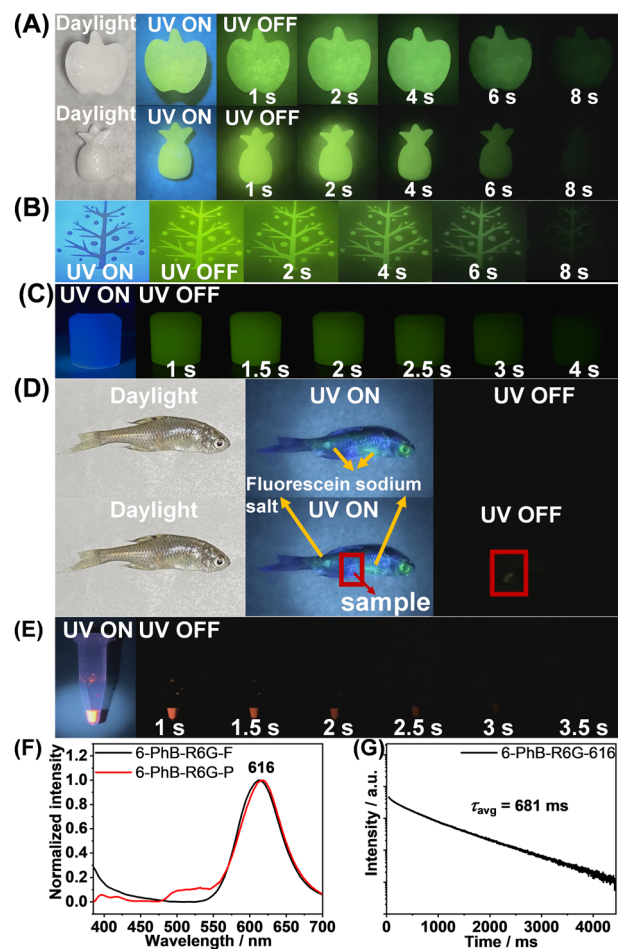 (A)
Daylight UV ON UV OFF
1 s 2 s 4 s 6 s 8 s
Daylight UV ON UV OFF
1 s 2 s 4 s 6 s 8 s
(B)
UV ON UV OFF 2 s 4 s 6 s 8 s
(C)
UV ON UV OFF
1 s 1.5 s 2 s 2.5 s 3 s 4 s
(D)
Daylight UV ON UV OFF
Fluorescein sodium
salt
Daylight UV ON UV OFF
sample
(E)
UV ON UV OFF
1 s 1.5 s 2 s 2.5 s 3 s 3.5 s
(F)
Normalized intensity
1.2
1.0
0.8
0.6
0.4
0.2
0.0
6-PhB-R6G-F
6-PhB-R6G-P
616
400 450 500 550 600 650 700
Wavelength / nm
(G)
Intensity / a.u.
6-PhB-R6G-616
τavg = 681 ms
0 1000 2000 3000 4000
Time / ms